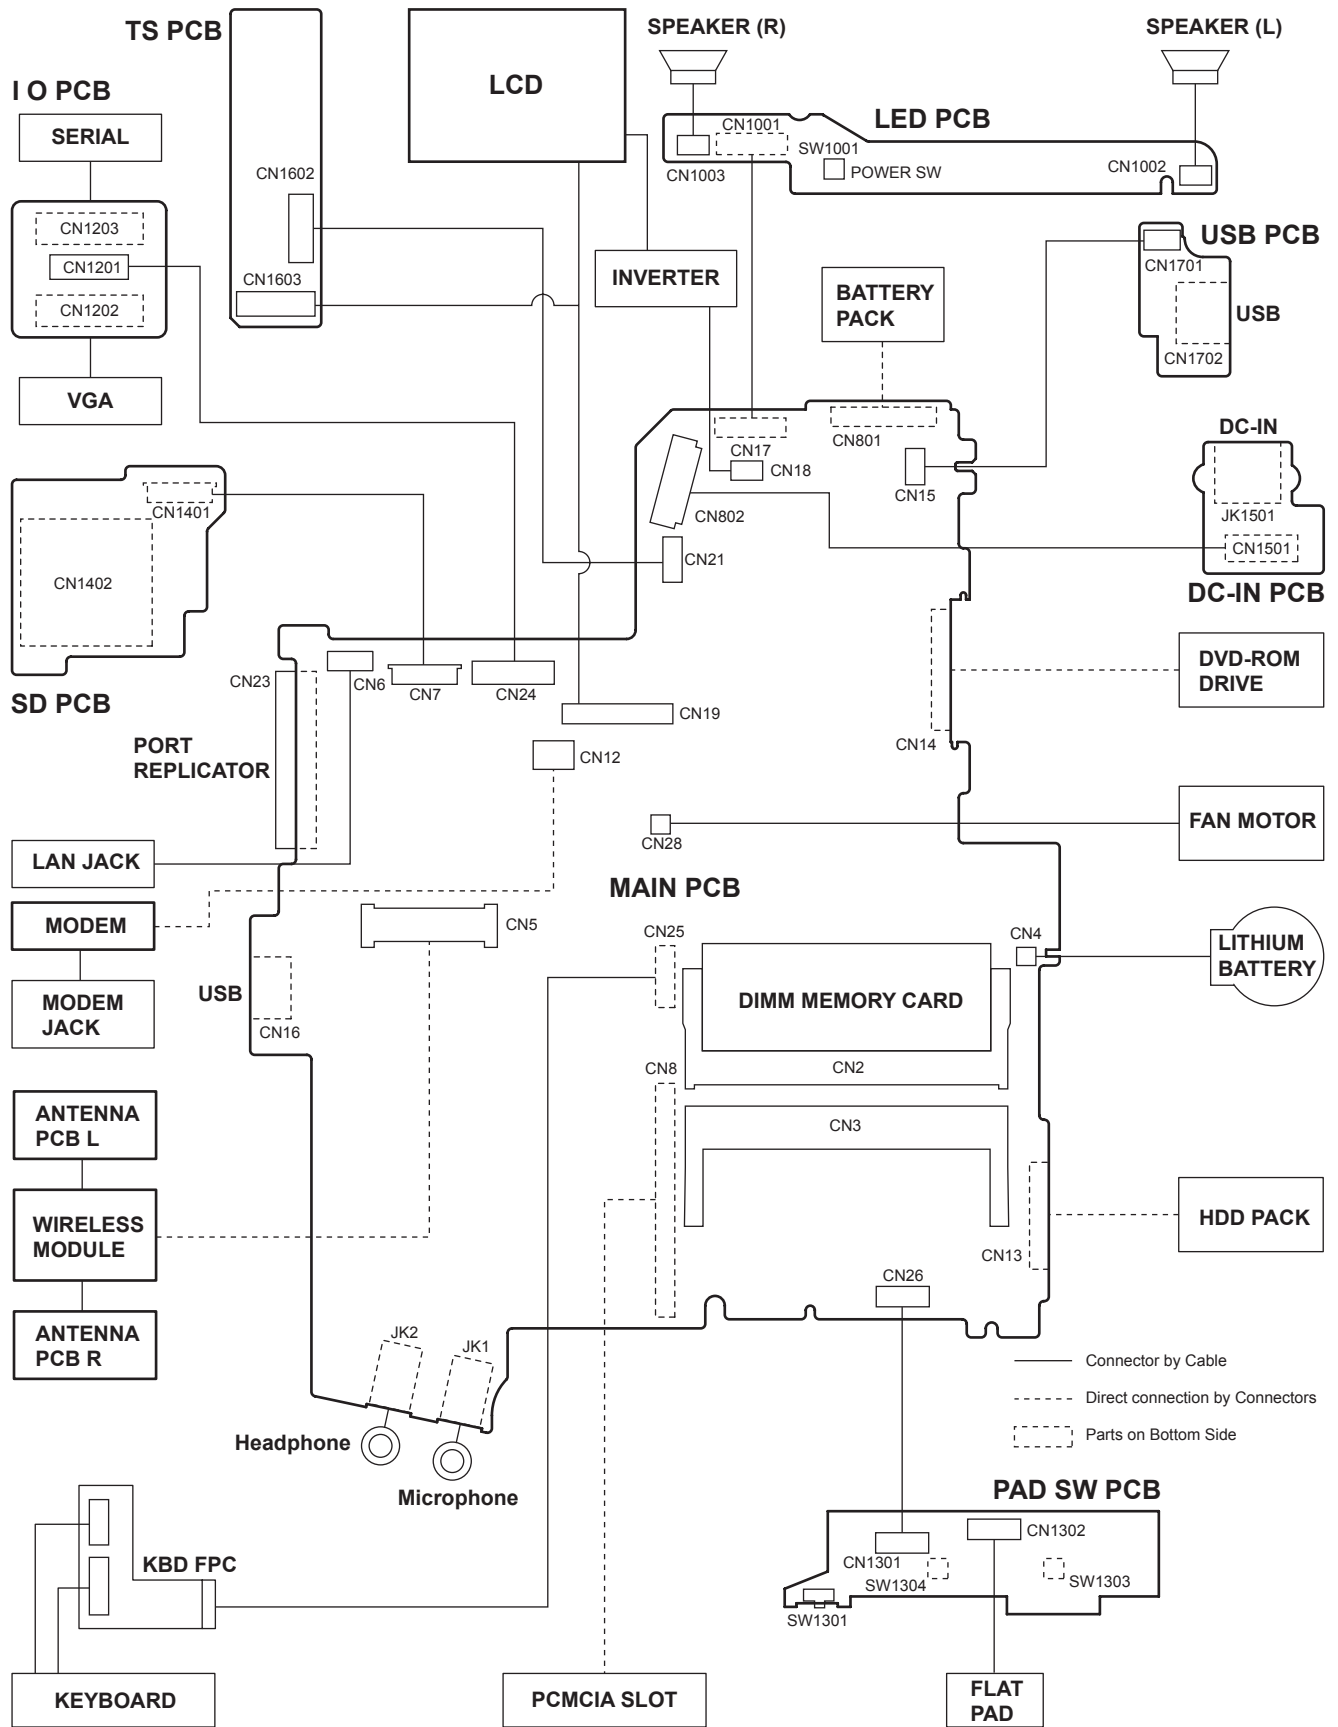 TS PCB
LCD
SPEAKER (R)
SPEAKER (L)
I O PCB
SERIAL
CN1203
CN1201
CN1202
VGA
CN1602
CN1603
LED PCB
CN1001
SW1001
CN1003
POWER SW
CN1002
INVERTER
BATTERY
PACK
USB PCB
CN1701
USB
CN1702
CN17
CN18
CN801
CN15
CN802
CN21
DC-IN
JK1501
CN1501
DC-IN PCB
CN1401
CN1402
SD PCB
CN23
CN6
CN7
CN24
CN19
CN12
PORT
REPLICATOR
CN14
DVD-ROM
DRIVE
CN28
FAN MOTOR
LAN JACK
MODEM
MODEM
JACK
MAIN PCB
CN5
CN25
CN4
LITHIUM
BATTERY
USB
CN16
DIMM MEMORY CARD
CN2
CN8
CN3
ANTENNA
PCB L
WIRELESS
MODULE
ANTENNA
PCB R
CN13
HDD PACK
CN26
JK2
JK1
Headphone
Microphone
Connector by Cable
Direct connection by Connectors
Parts on Bottom Side
PAD SW PCB
CN1302
CN1301
SW1304
SW1303
SW1301
KBD FPC
KEYBOARD
PCMCIA SLOT
FLAT
PAD